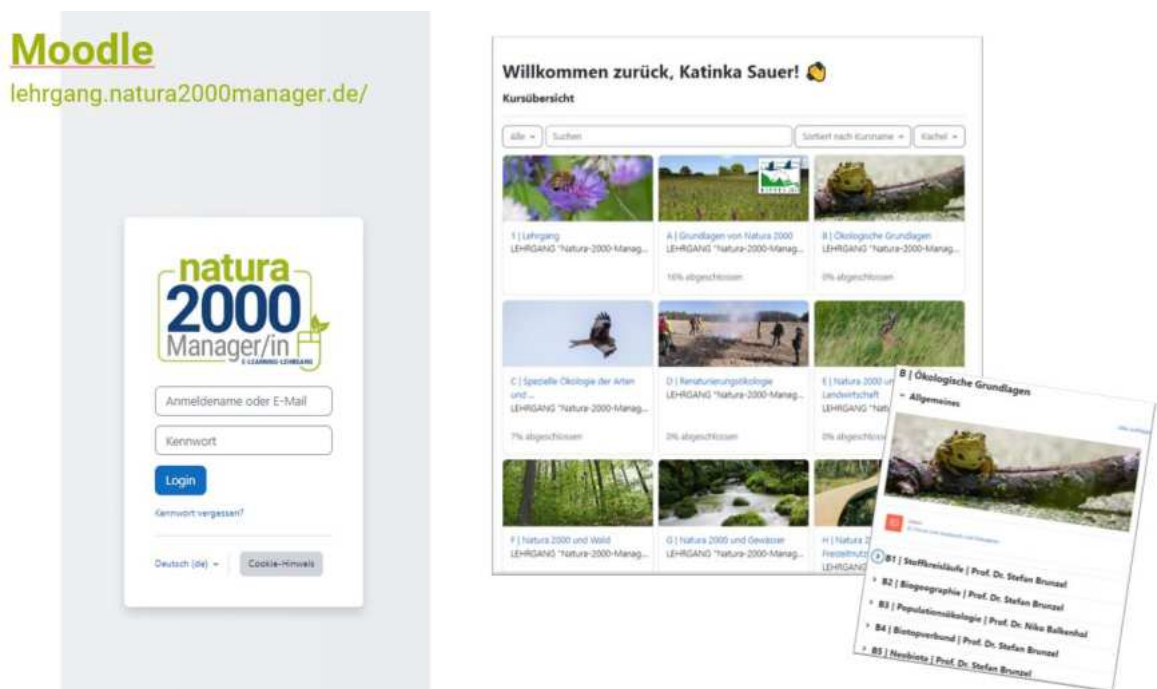 Moodle
lehrgang.natura2000manager.de/
natura
2000
Manager/in
E-LEARNING-LEHRGANG
Anmeldename oder E-Mail
Kennwort
Login
Kennwort vergessen?
Deutsch (de)
Cookie-Hinweis
Willkommen zurück, Katinka Sauer!
Kursübersicht
Alle
Suchen
Sortiert nach Kursname
Kachel
1 | Lehrgang
LEHRGANG "Natura-2000-Manag...
A | Grundlagen von Natura 2000
LEHRGANG "Natura-2000-Manag...
16% abgeschlossen
B | Ökologische Grundlagen
LEHRGANG "Natura-2000-Manag...
0% abgeschlossen
C | Spezielle Ökologie der Arten
und ...
LEHRGANG "Natura-2000-Manag...
7% abgeschlossen
D | Renaturierungsökologie
LEHRGANG "Natura-2000-Manag...
0% abgeschlossen
E | Natura 2000 un
Landwirtschaft
LEHRGANG "Natu
0% abgeschloss
F | Natura 2000 und Wald
LEHRGANG "Natura-2000-Manag...
G | Natura 2000 und Gewässer
LEHRGANG "Natura-2000-Manag...
H | Natura 2
LEHRGANG
B | Ökologische Grundlagen
Allgemeines
B1 | Stoffkreisläufe | Prof. Dr. Stefan Brunzel
B2 | Biogeographie | Prof. Dr. Stefan Brunzel
B3 | Populationsökologie | Prof. Dr. Niko Balkenhol
B4 | Biotopverbund | Prof. Dr. Stefan Brunzel
B5 | Neobiota | Prof. Dr. Stefan Brunzel